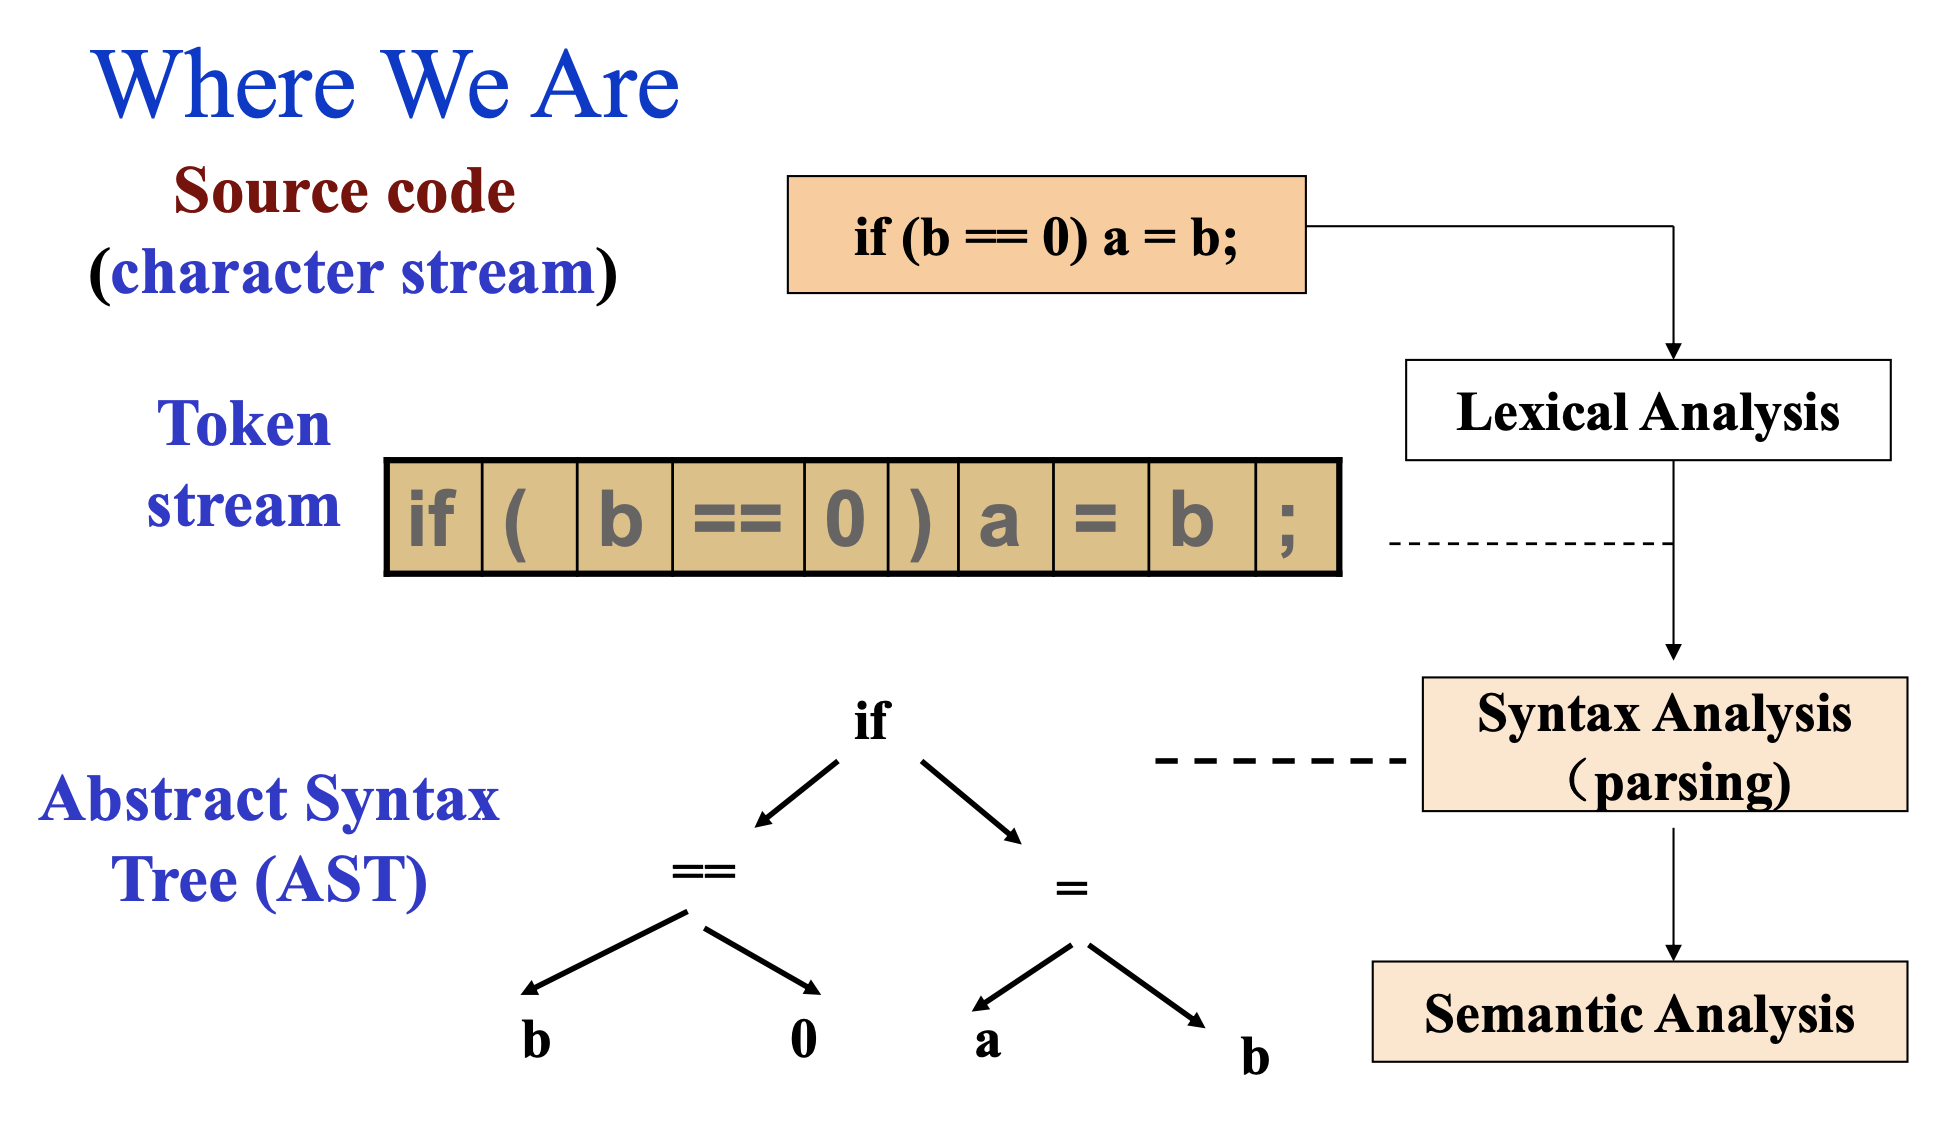 Where We Are
Source code
(character stream)
if (b == 0) a = b;
Lexical Analysis
Token
stream
if ( b == 0 ) a = b ;
Syntax Analysis
（parsing)
if
Abstract Syntax
Tree (AST)
== =
b 0 a b
Semantic Analysis